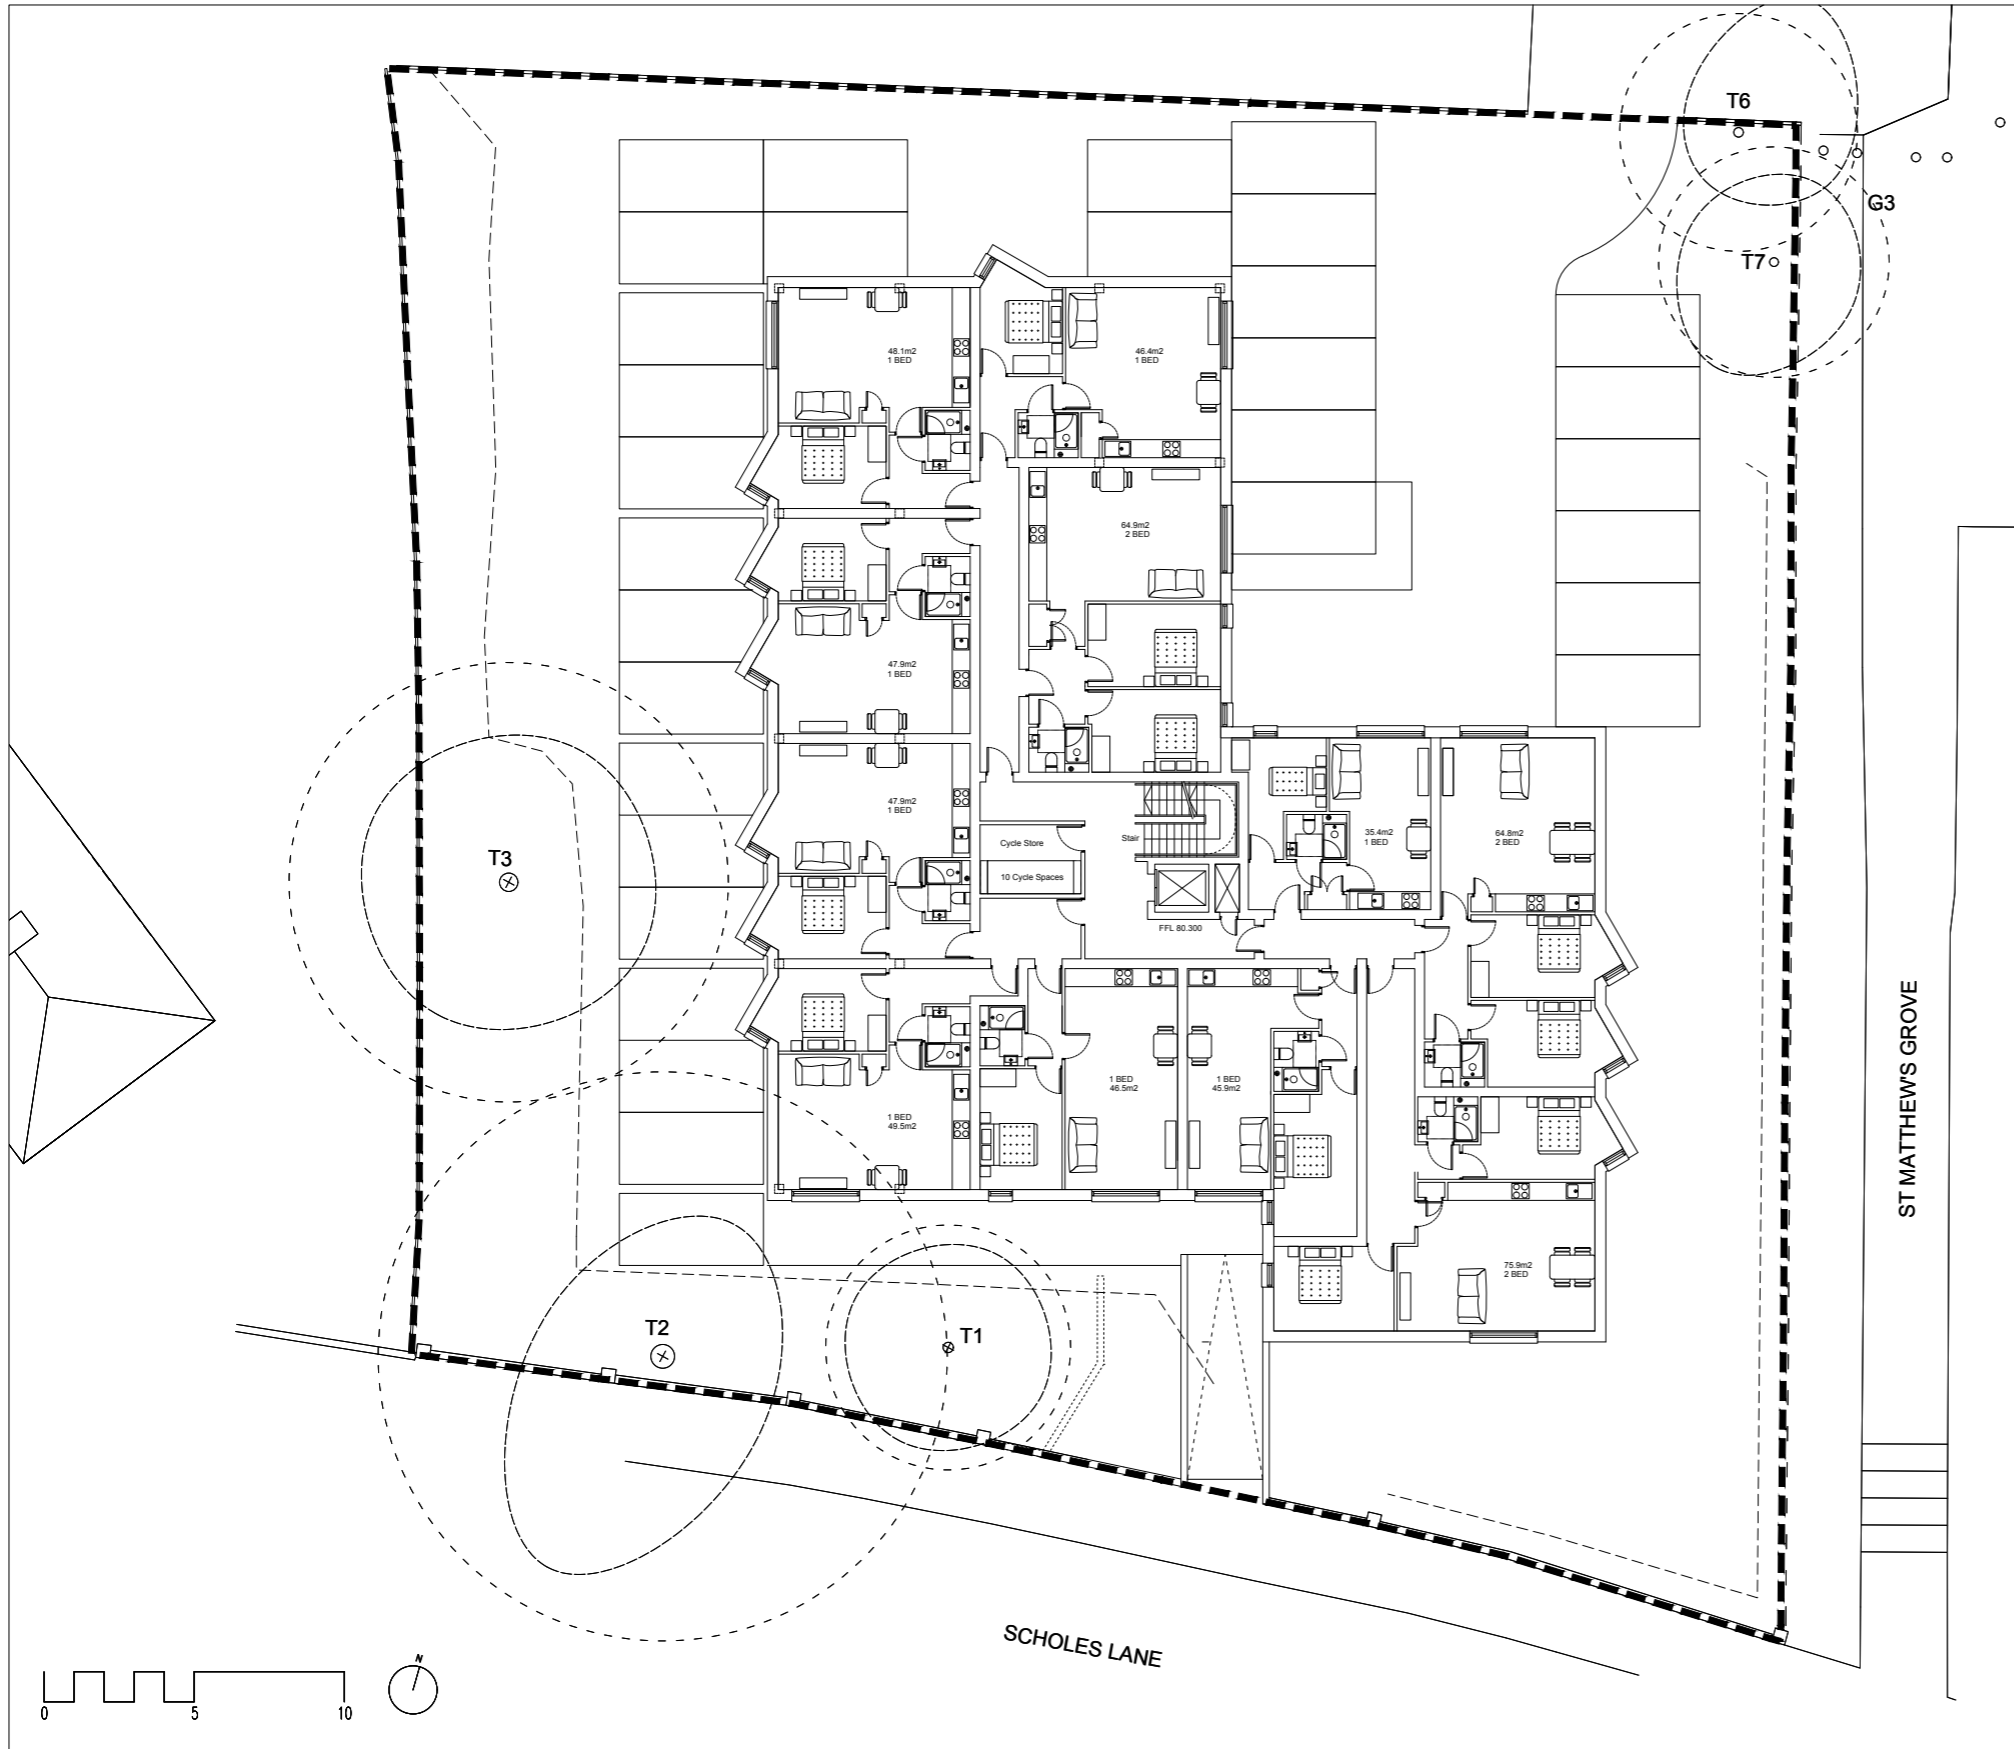 T6
G3
T7
48.1m2
1 BED
46.4m2
1 BED
64.9m2
2 BED
47.9m2
1 BED
47.9m2
1 BED
Cycle Store
10 Cycle Spaces
Stair
35.4m2
1 BED
64.8m2
2 BED
T3
FFL 80.300
1 BED
49.5m2
1 BED
46.5m2
1 BED
45.9m2
75.9m2
2 BED
ST MATTHEW'S GROVE
T2
T1
SCHOLES LANE
N
0
5
10